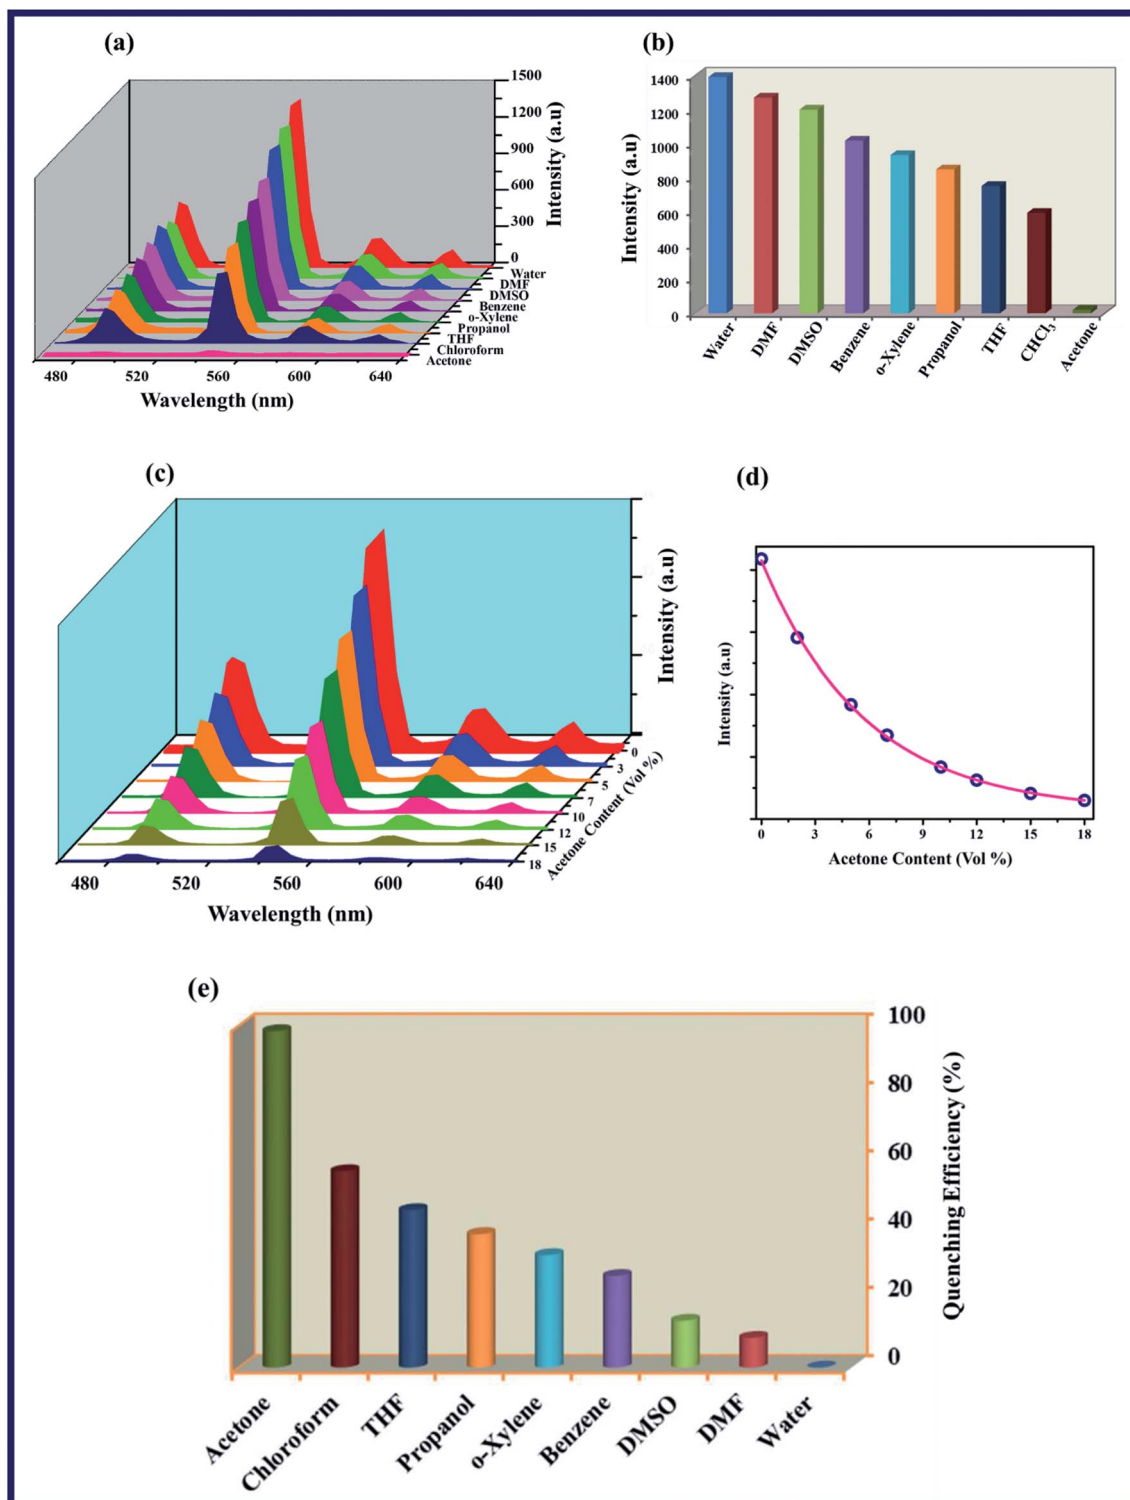 (a)
1500
1200
900
600
300
0
Intensity (a.u)
Water
DMF
DMSO
Benzene
o-Xylene
Propanol
THF
Chloroform
Acetone
480 520 560 600 640
Wavelength (nm)
(b)
1400
1200
1000
800
600
400
200
0
Intensity (a.u)
Water DMF DMSO Benzene o-Xylene Propanol THF CHCl₃ Acetone
(c)
Intensity (a.u)
0
3
5
7
10
12
15
18
Acetone Content (Vol %)
480 520 560 600 640
Wavelength (nm)
(d)
Intensity (a.u)
0 3 6 7 9 12 15 18
Acetone Content (Vol %)
(e)
100
80
60
40
20
0
Quenching Efficiency (%)
Acetone Chloroform THF Propanol o-Xylene Benzene DMSO DMF Water